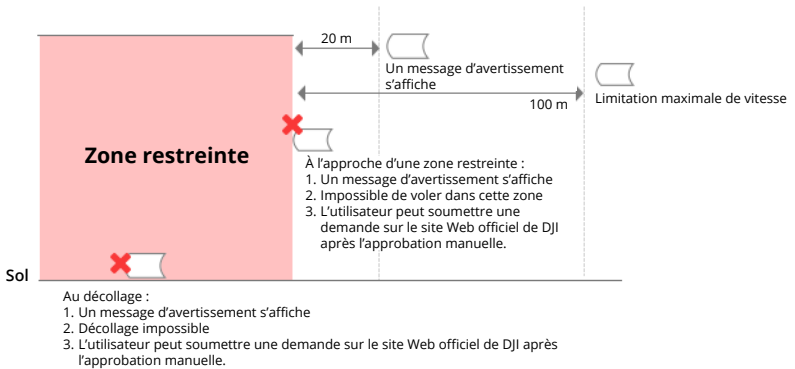 20 m
Un message d’avertissement
s’affiche
100 m
Limitation maximale de vitesse
Zone restreinte
À l’approche d’une zone restreinte :
1. Un message d’avertissement s’affiche
2. Impossible de voler dans cette zone
3. L’utilisateur peut soumettre une
demande sur le site Web officiel de DJI
après l’approbation manuelle.
Sol
Au décollage :
1. Un message d’avertissement s’affiche
2. Décollage impossible
3. L’utilisateur peut soumettre une demande sur le site Web officiel de DJI après
l’approbation manuelle.